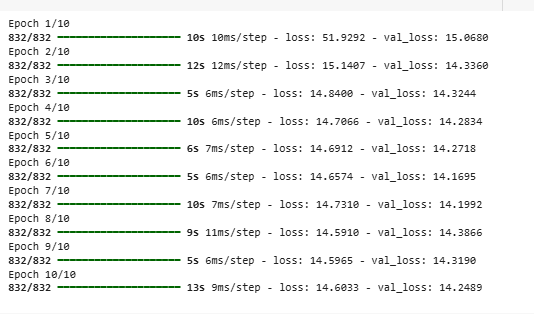 Epoch 1/10
832/832 ━━━━━━━━━━━━━━━━━━━━ 10s 10ms/step - loss: 51.9292 - val_loss: 15.0680
Epoch 2/10
832/832 ━━━━━━━━━━━━━━━━━━━━ 12s 12ms/step - loss: 15.1407 - val_loss: 14.3360
Epoch 3/10
832/832 ━━━━━━━━━━━━━━━━━━━━ 5s 6ms/step - loss: 14.8400 - val_loss: 14.3244
Epoch 4/10
832/832 ━━━━━━━━━━━━━━━━━━━━ 10s 6ms/step - loss: 14.7066 - val_loss: 14.2834
Epoch 5/10
832/832 ━━━━━━━━━━━━━━━━━━━━ 6s 7ms/step - loss: 14.6912 - val_loss: 14.2718
Epoch 6/10
832/832 ━━━━━━━━━━━━━━━━━━━━ 5s 6ms/step - loss: 14.6574 - val_loss: 14.1695
Epoch 7/10
832/832 ━━━━━━━━━━━━━━━━━━━━ 10s 7ms/step - loss: 14.7310 - val_loss: 14.1992
Epoch 8/10
832/832 ━━━━━━━━━━━━━━━━━━━━ 9s 11ms/step - loss: 14.5910 - val_loss: 14.3866
Epoch 9/10
832/832 ━━━━━━━━━━━━━━━━━━━━ 5s 6ms/step - loss: 14.5965 - val_loss: 14.3190
Epoch 10/10
832/832 ━━━━━━━━━━━━━━━━━━━━ 13s 9ms/step - loss: 14.6033 - val_loss: 14.2489